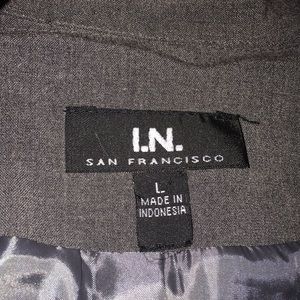 I.N.
SAN FRANCISCO
L
MADE IN
INDONESIA